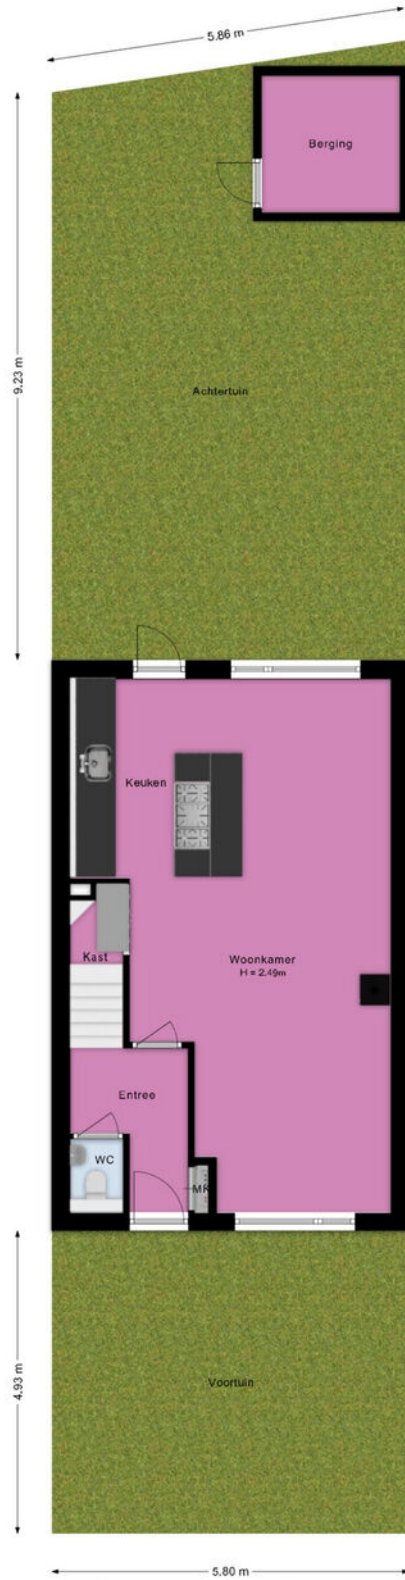 5.86 m
Berging
9.23 m
Achtertuin
Keuken
Kast
Woonkamer
H = 2.49m
Entree
WC
MK
4.93 m
Voortuin
5.80 m